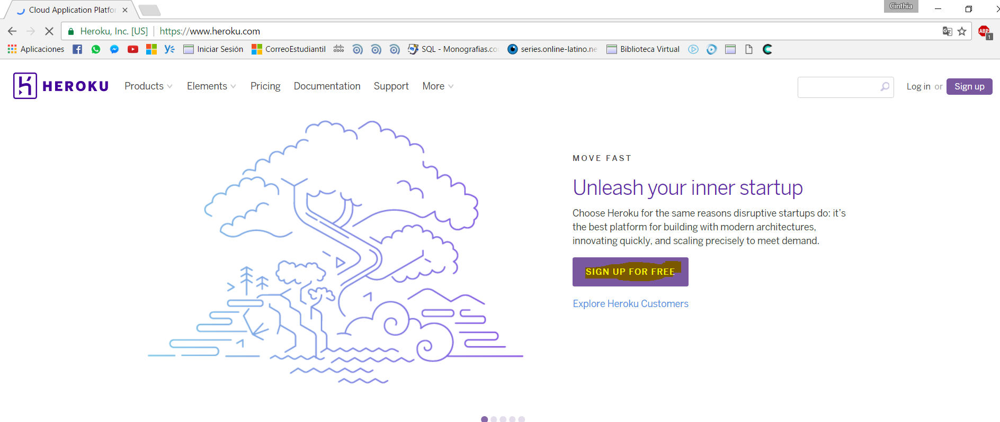 Cloud Application Platfo
Cinthia
Heroku, Inc. [US] https://www.heroku.com
ABP
1
Aplicaciones
Iniciar Sesión
CorreoEstudiantil
cisco
SQL - Monografias.co
series.online-latino.ne
Biblioteca Virtual
HEROKU
Products
Elements
Pricing
Documentation
Support
More
Log in or Sign up
MOVE FAST
Unleash your inner startup
Choose Heroku for the same reasons disruptive startups do: it's
the best platform for building with modern architectures,
innovating quickly, and scaling precisely to meet demand.
SIGN UP FOR FREE
Explore Heroku Customers